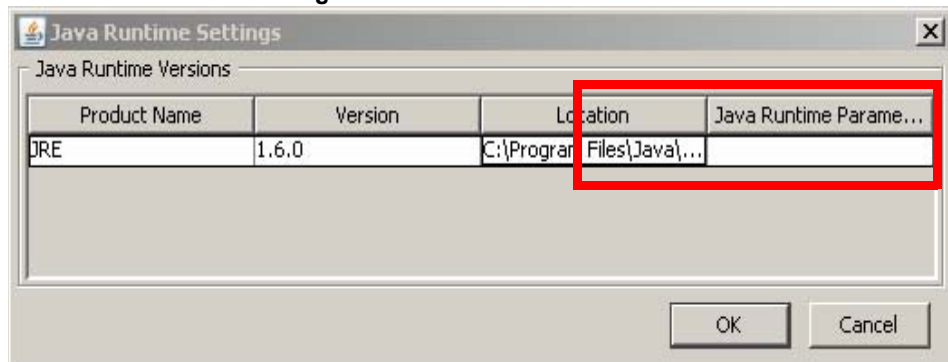 Java Runtime Settings
Java Runtime Versions
Product Name Version Location Java Runtime Parame...
JRE 1.6.0 C:\Program Files\Java\...
OK Cancel